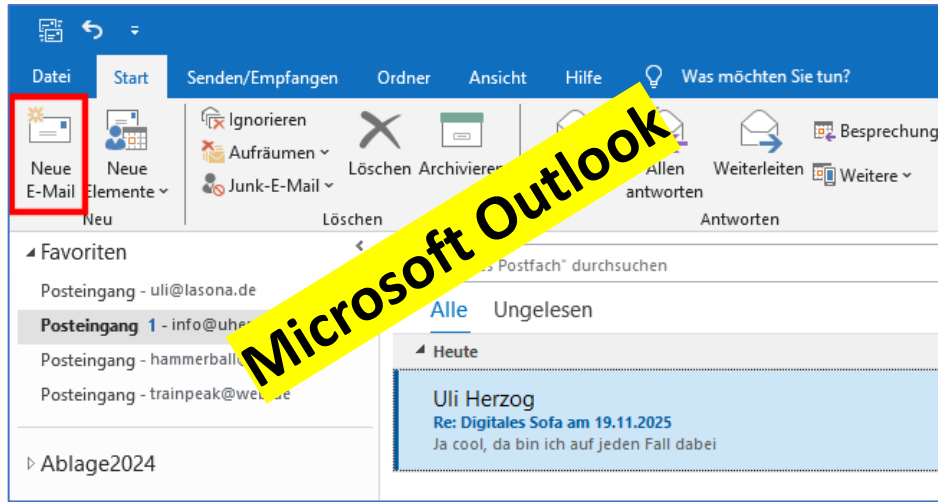 Datei Start Senden/Empfangen Ordner Ansicht Hilfe Was möchten Sie tun?
Neue
E-Mail
Neue
Elemente
Ignorieren
Aufräumen
Junk-E-Mail
Löschen Archivieren
Allen
antworten
Weiterleiten
Besprechung
Weitere
Neu Löschen Antworten
Microsoft Outlook
Favoriten
Posteingang - uli@lasona.de
Posteingang 1 - info@uhe
Posteingang - hammerball
Posteingang - trainpeak@web.de
Ablage2024
Postfach" durchsuchen
Alle Ungelesen
Heute
Uli Herzog
Re: Digitales Sofa am 19.11.2025
Ja cool, da bin ich auf jeden Fall dabei